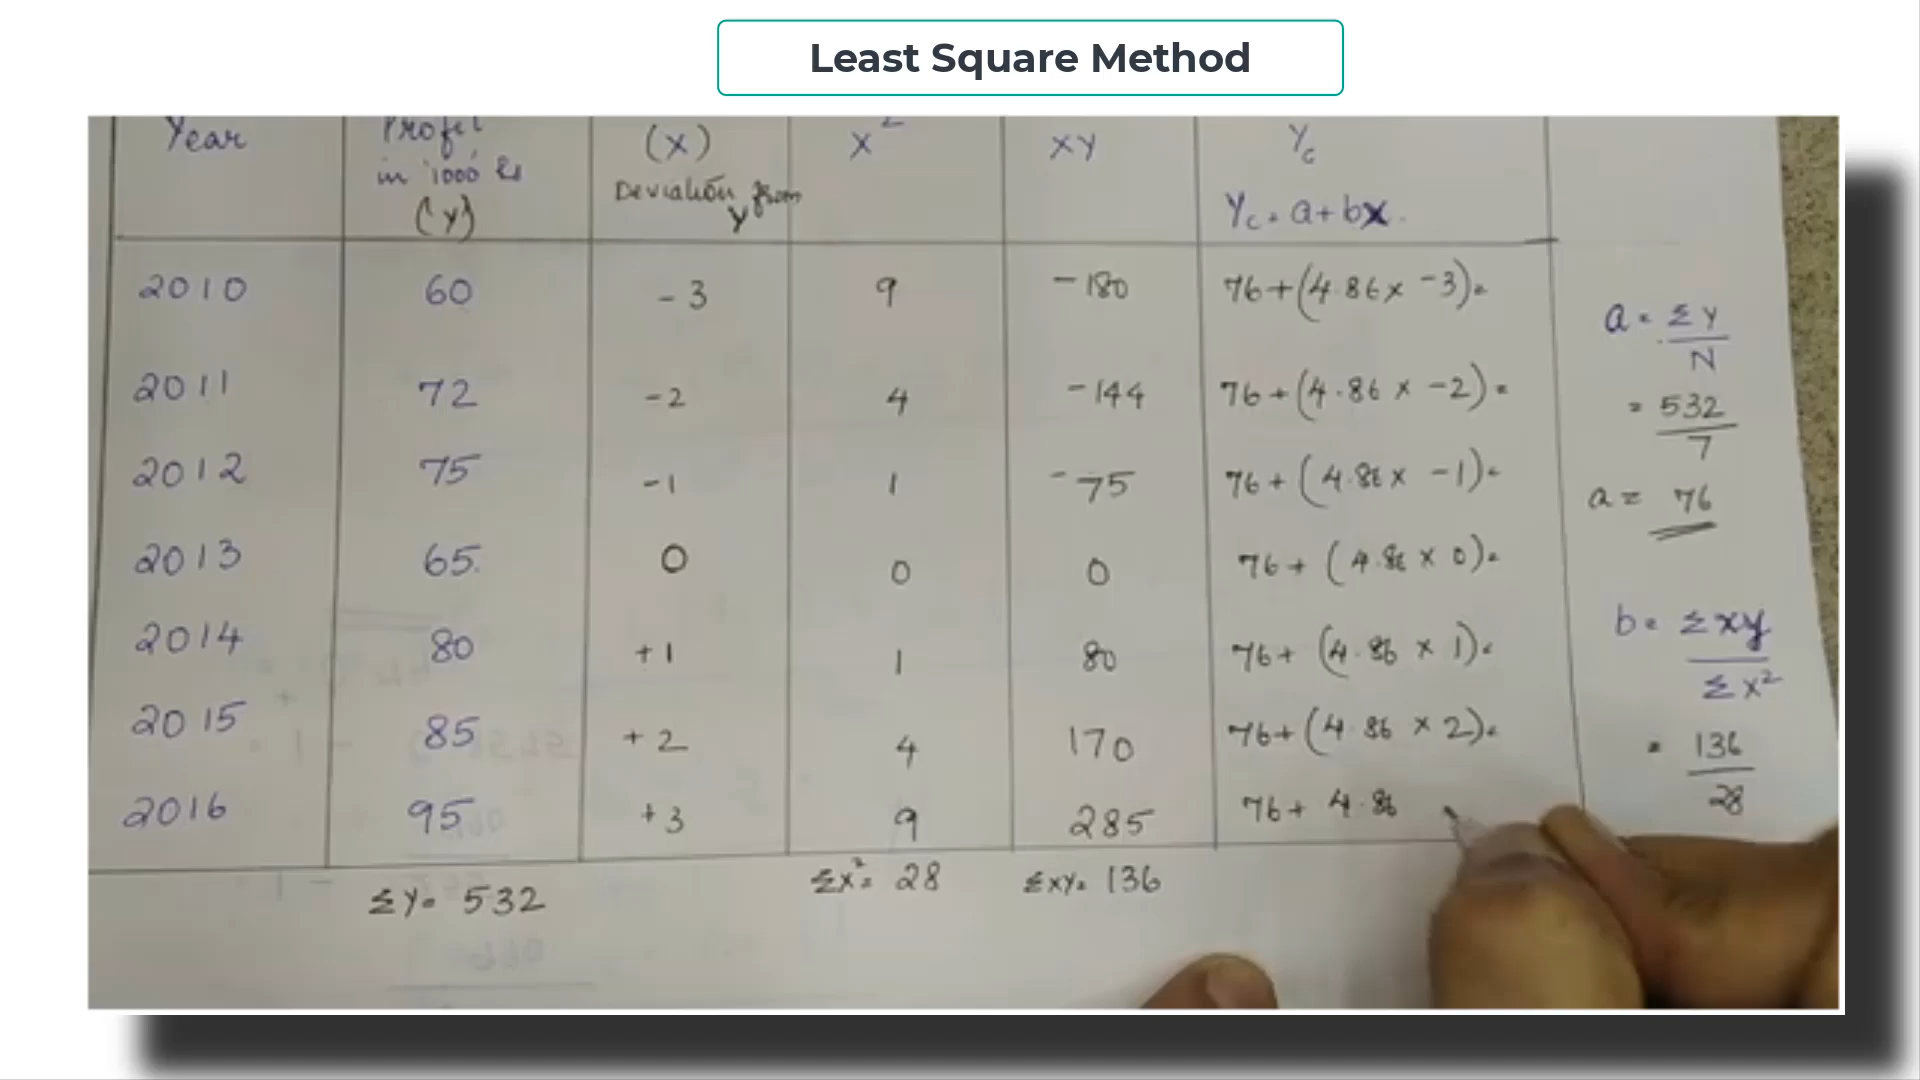 Least Square Method
Year Profit in '1000' Rs (Y) (X) Deviation from Y X² XY Yc
Yc = a + bx.
2010 60 -3 9 -180 76+(4.86 x -3)=
2011 72 -2 4 -144 76+(4.86 x -2)=
2012 75 -1 1 -75 76+(4.86 x -1)=
2013 65. 0 0 0 76+(4.86 x 0)=
2014 80 +1 1 80 76+(4.86 x 1)=
2015 85 +2 4 170 76+(4.86 x 2)=
2016 95 +3 9 285 76+ 4.86
ΣY= 532 Σx²= 28 Σxy= 136
a = ΣY
N
= 532
7
a = 76
b = Σxy
Σx²
= 136
28